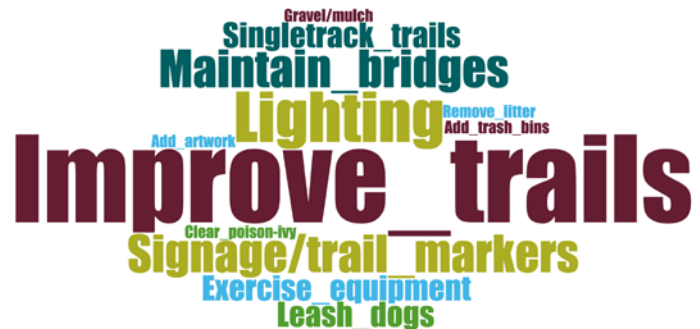 Gravel/mulch
Singletrack_trails
Maintain_bridges
Lighting
Remove_litter
Add_trash_bins
Add_artwork
Improve_trails
Clear_poison-ivy
Signage/trail_markers
Exercise_equipment
Leash_dogs